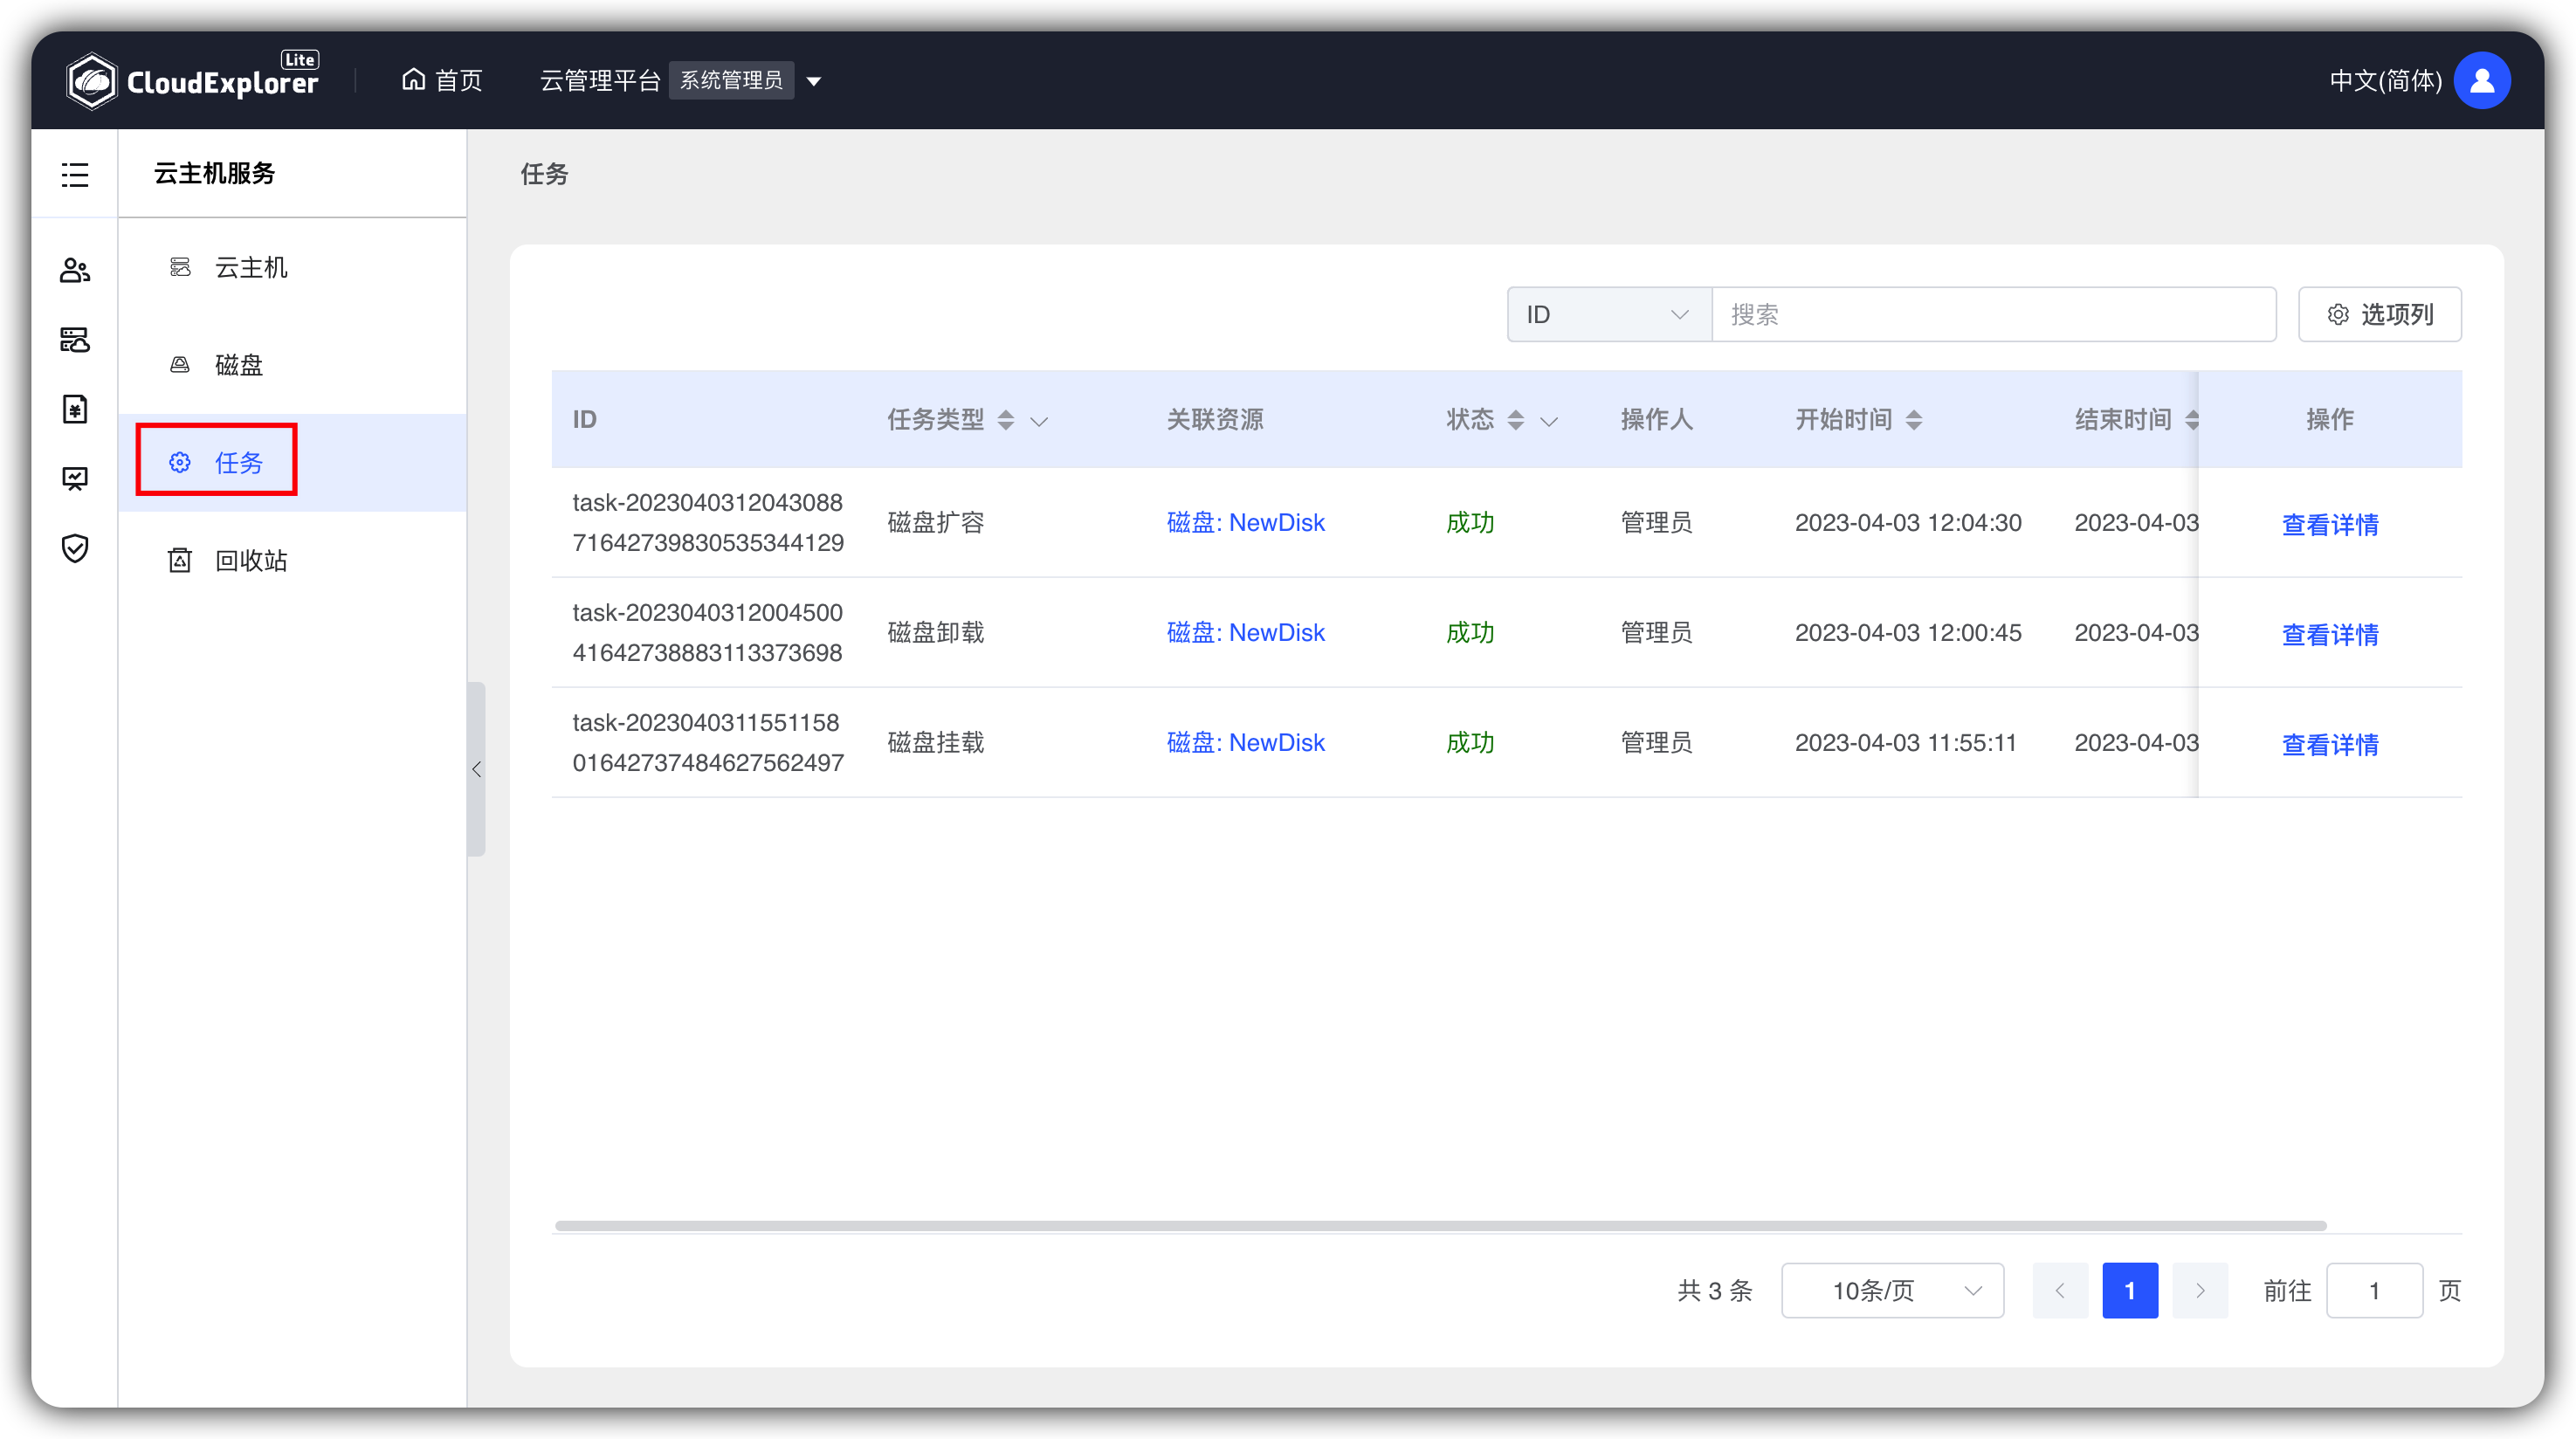 CloudExplorer Lite
首页
云管理平台 系统管理员
中文(简体)
云主机服务
云主机
磁盘
任务
回收站
任务
ID 搜索 选项列
ID 任务类型 关联资源 状态 操作人 开始时间 结束时间 操作
task-2023040312043088
71642739830535344129
磁盘扩容 磁盘: NewDisk 成功 管理员 2023-04-03 12:04:30 2023-04-03 查看详情
task-2023040312004500
41642738883113373698
磁盘卸载 磁盘: NewDisk 成功 管理员 2023-04-03 12:00:45 2023-04-03 查看详情
task-2023040311551158
01642737484627562497
磁盘挂载 磁盘: NewDisk 成功 管理员 2023-04-03 11:55:11 2023-04-03 查看详情
共 3 条 10条/页 1 前往 1 页